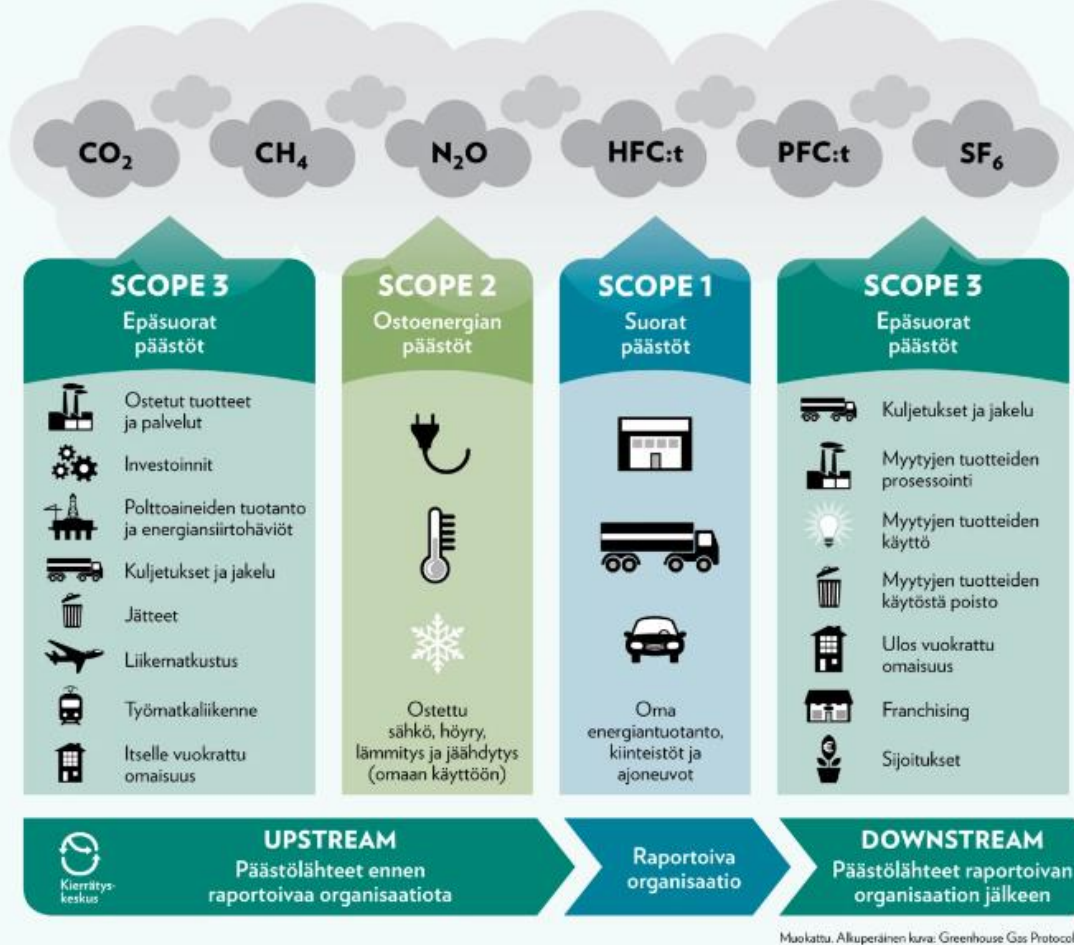 CO₂
CH₄
N₂O
HFC:t
PFC:t
SF₆
SCOPE 3
Epäsuorat
päästöt
Ostetut tuotteet
ja palvelut
Investoinnit
Polttoaineiden tuotanto
ja energiansiirtohäviöt
Kuljetukset ja jakelu
Jätteet
Liikematkustus
Työmatkaliikenne
Itselle vuokrattu
omaisuus
SCOPE 2
Ostoenergian
päästöt
Ostettu
sähkö, höyry,
lämmitys ja jäähdytys
(omaan käyttöön)
SCOPE 1
Suorat
päästöt
Oma
energiantuotanto,
kiinteistöt ja
ajoneuvot
SCOPE 3
Epäsuorat
päästöt
Kuljetukset ja jakelu
Myytyjen tuotteiden
prosessointi
Myytyjen tuotteiden
käyttö
Myytyjen tuotteiden
käytöstä poisto
Ulos vuokrattu
omaisuus
Franchising
€
Sijoitukset
Kierrätys-
keskus
UPSTREAM
Päästölähteet ennen
raportoivaa organisaatiota
Raportoiva
organisaatio
DOWNSTREAM
Päästölähteet raportoivan
organisaation jälkeen
Muokattu. Alkuperäinen kuva: Greenhouse Gas Protocol